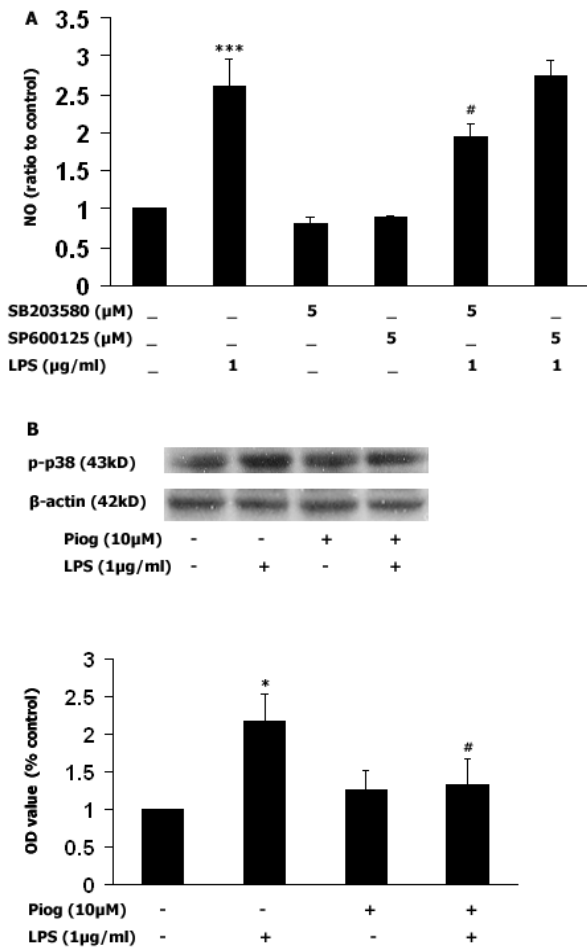 A
NO (ratio to control)
3.5
3
2.5
2
1.5
1
0.5
0
***
#
SB203580 (µM) _ _ 5 _ 5 _
SP600125 (µM) _ _ _ 5 _ 5
LPS (µg/ml) _ 1 _ _ 1 1
B
p-p38 (43kD)
β-actin (42kD)
Piog (10µM) - - + +
LPS (1µg/ml) - + - +
OD value (% control)
3
2.5
2
1.5
1
0.5
0
*
#
Piog (10µM) - - + +
LPS (1µg/ml) - + - +